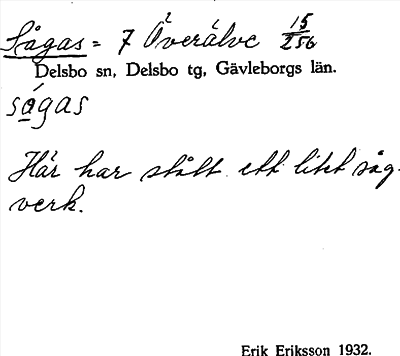 Sågas = 7 Överälve 15/256
Delsbo sn, Delsbo tg, Gävleborgs län.
sågas
Här har stått ett litet såg-
verk.
Erik Eriksson 1932.